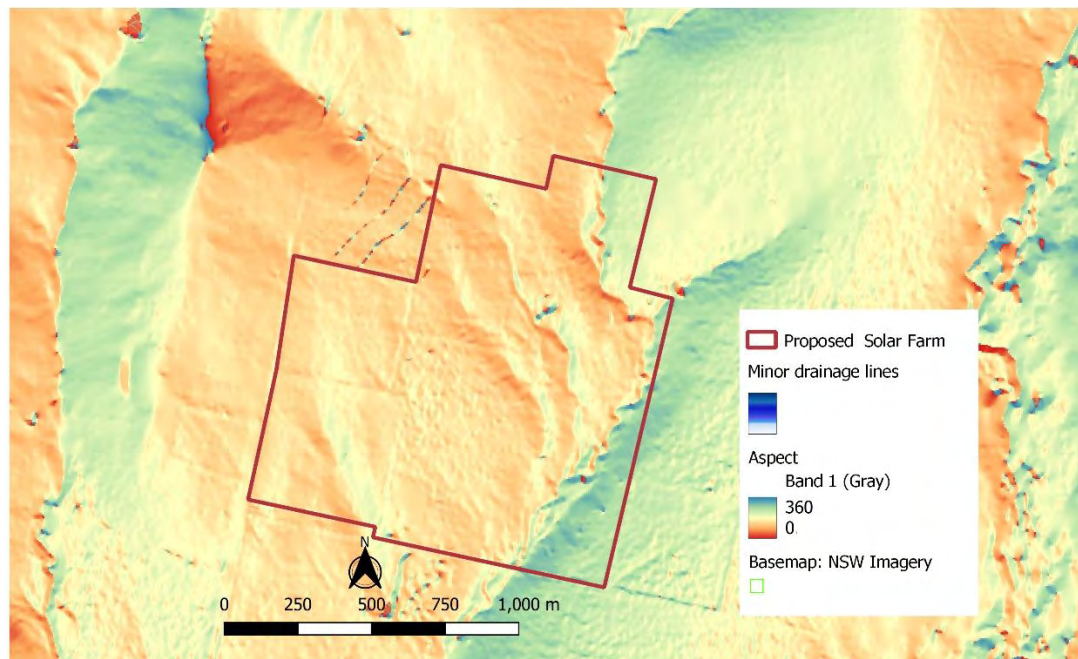 Proposed Solar Farm
Minor drainage lines
Aspect
Band 1 (Gray)
360
0
Basemap: NSW Imagery
N
0 250 500 750 1,000 m